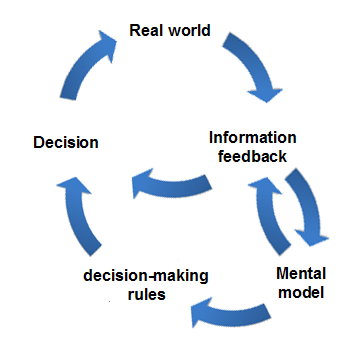 Real world
Decision
Information
feedback
decision-making
rules
Mental
model